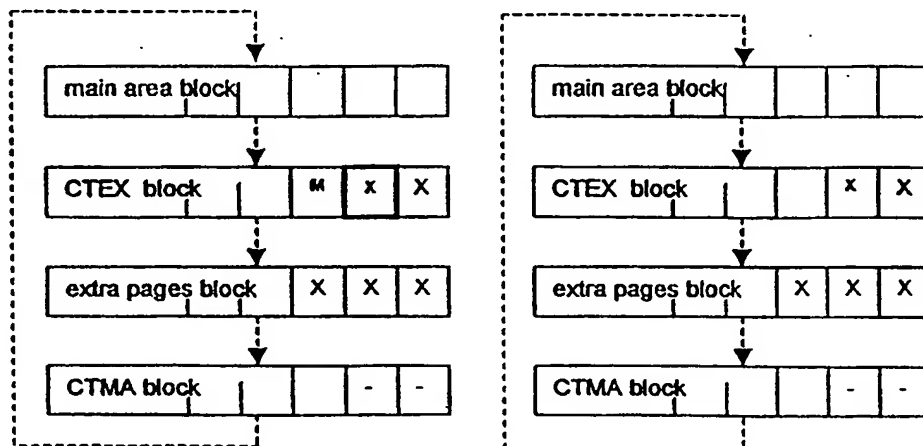 main area block
CTEX block M x X
extra pages block X X X
CTMA block - -
main area block
CTEX block x X
extra pages block X X X
CTMA block - -